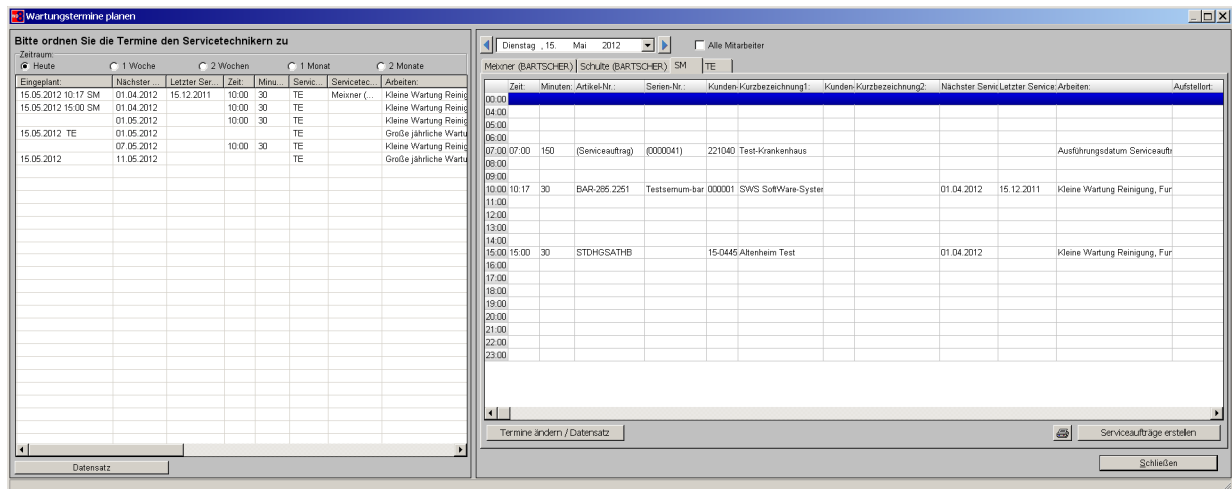 Wartungstermine planen
Bitte ordnen Sie die Termine den Servicetechnikern zu
Zeitraum:
Heute 1 Woche 2 Wochen 1 Monat 2 Monate
Eingeplant: Nächster ... Letzter Ser... Zeit: Minu... Servic... Servicetec... Arbeiten:
15.05.2012 10:17 SM 01.04.2012 15.12.2011 10:00 30 TE Meixner (... Kleine Wartung Reinig
15.05.2012 15:00 SM 01.04.2012 10:00 30 TE Kleine Wartung Reinig
01.05.2012 10:00 30 TE Kleine Wartung Reinig
15.05.2012 TE 01.05.2012 TE Große jährliche Wartu
07.05.2012 10:00 30 TE Kleine Wartung Reinig
15.05.2012 11.05.2012 TE Große jährliche Wartu
Datensatz
Dienstag , 15. Mai 2012 Alle Mitarbeiter
Meixner (BARTSCHER) Schulte (BARTSCHER) SM TE
Zeit: Minuten: Artikel-Nr.: Serien-Nr.: Kunden- Kurzbezeichnung1: Kunden- Kurzbezeichnung2: Nächster Servic Letzter Service: Arbeiten: Aufstellort:
00:00
04:00
05:00
06:00
07:00 07:00 150 (Serviceauftrag) (0000041) 221040 Test-Krankenhaus Ausführungsdatum Serviceauftr
08:00
09:00
10:00 10:17 30 BAR-285.2251 Testsernum-bar 000001 SWS SoftWare-Syster 01.04.2012 15.12.2011 Kleine Wartung Reinigung, Fur
11:00
12:00
13:00
14:00
15:00 15:00 30 STDHGSATHB 15-0445 Altenheim Test 01.04.2012 Kleine Wartung Reinigung, Fur
16:00
17:00
18:00
19:00
20:00
21:00
22:00
23:00
Termine ändern / Datensatz Serviceaufträge erstellen
Schließen